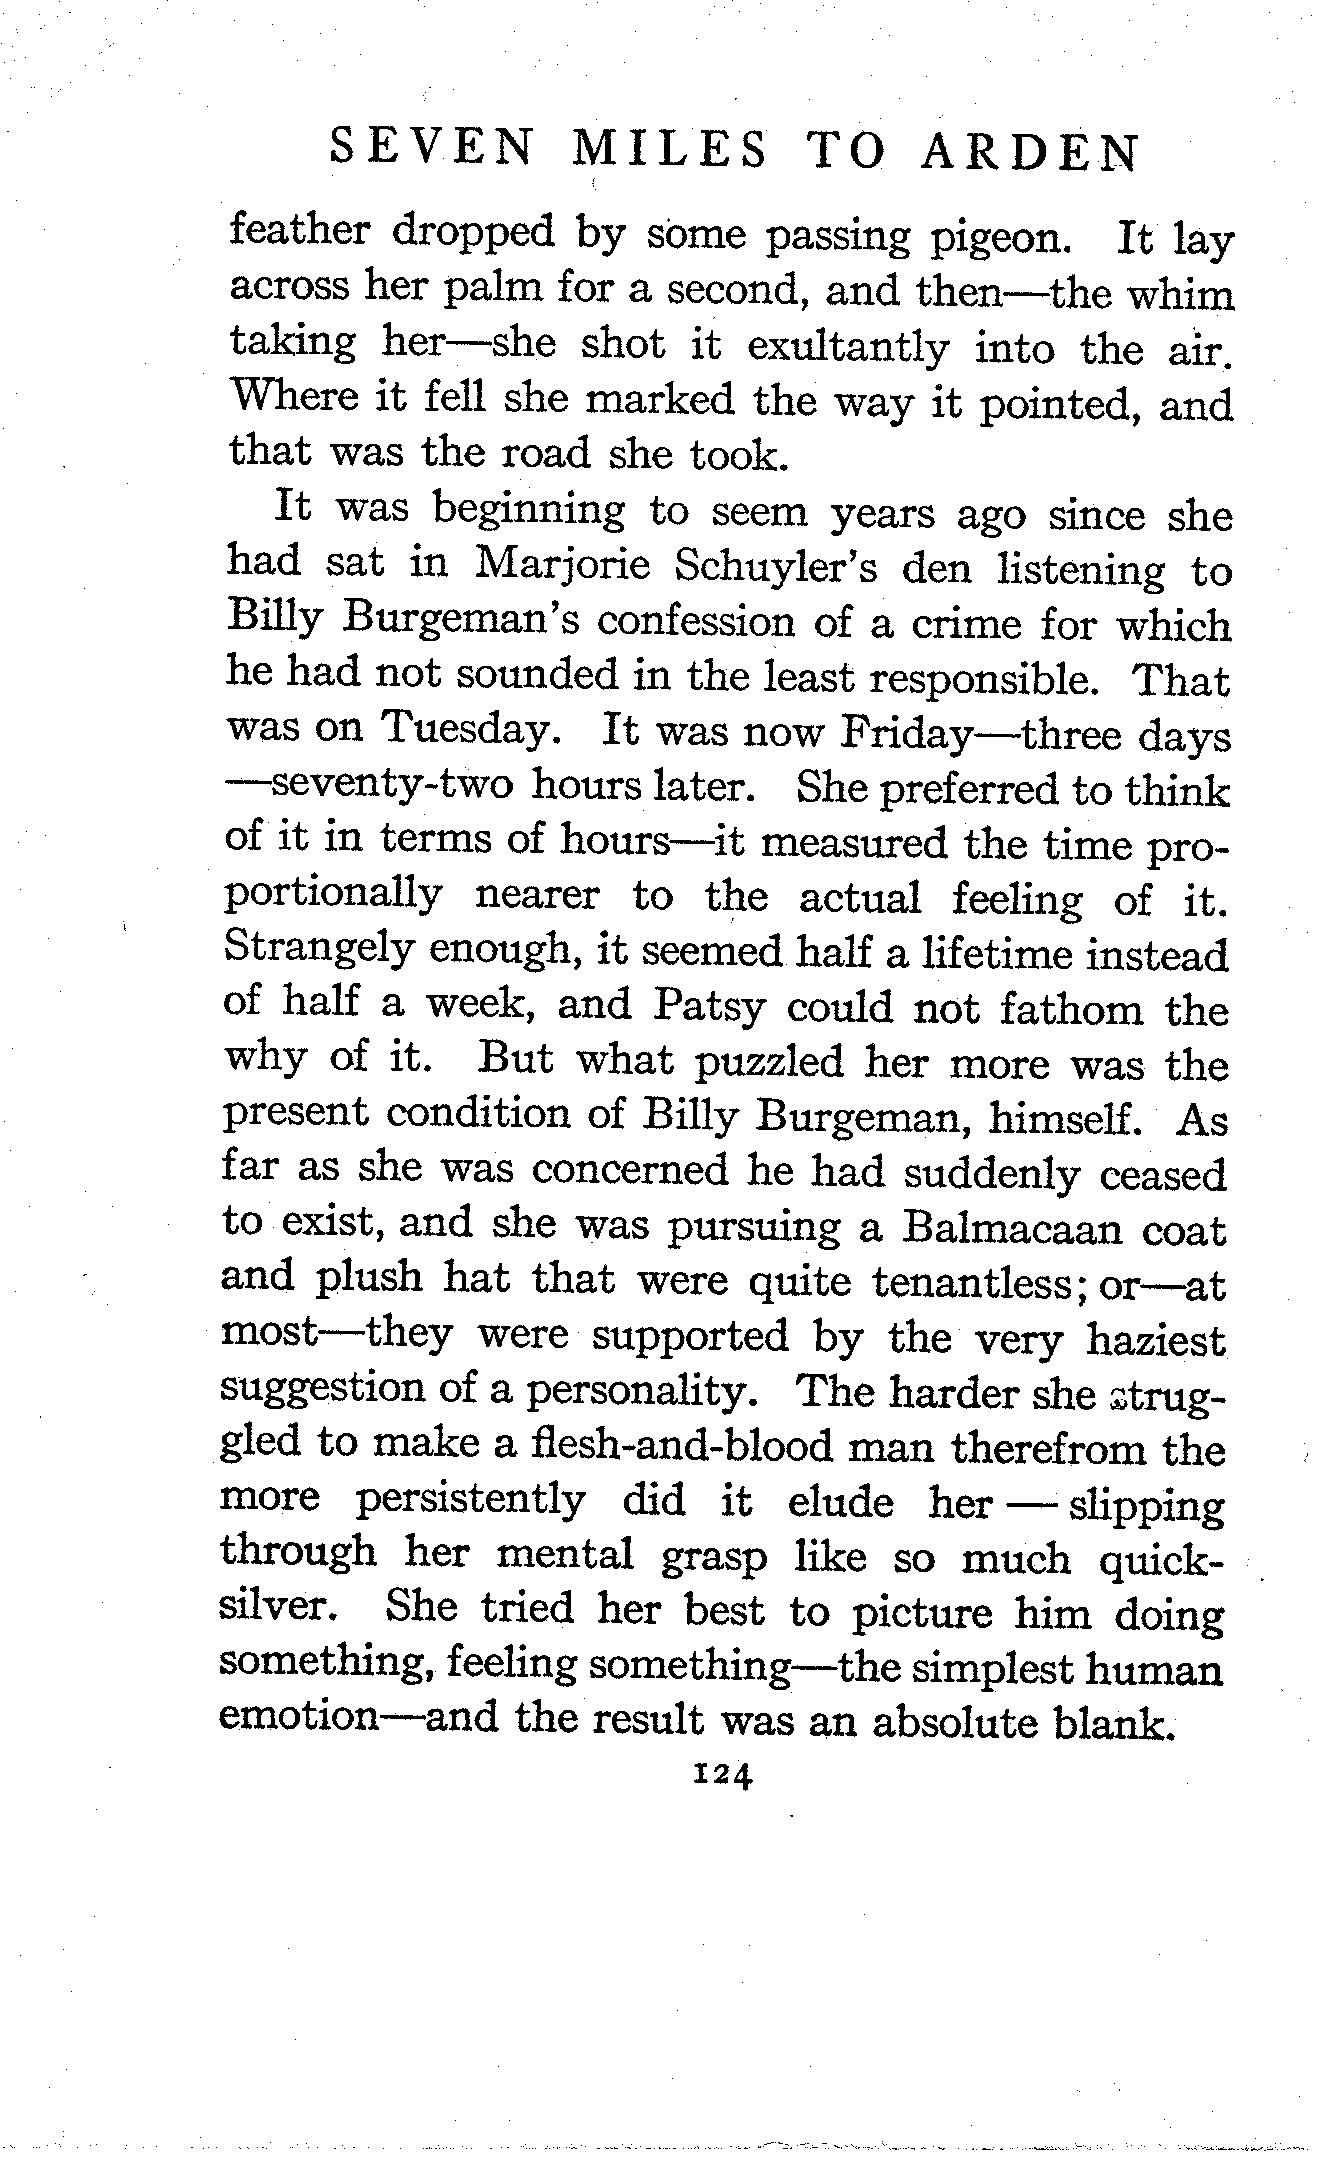 SEVEN MILES TO ARDEN
feather dropped by some passing pigeon. It lay
across her palm for a second, and then—the whim
taking her—she shot it exultantly into the air.
Where it fell she marked the way it pointed, and
that was the road she took.
It was beginning to seem years ago since she
had sat in Marjorie Schuyler's den listening to
Billy Burgeman's confession of a crime for which
he had not sounded in the least responsible. That
was on Tuesday. It was now Friday—three days
—seventy-two hours later. She preferred to think
of it in terms of hours—it measured the time pro-
portionally nearer to the actual feeling of it.
Strangely enough, it seemed half a lifetime instead
of half a week, and Patsy could not fathom the
why of it. But what puzzled her more was the
present condition of Billy Burgeman, himself. As
far as she was concerned he had suddenly ceased
to exist, and she was pursuing a Balmacaan coat
and plush hat that were quite tenantless; or—at
most—they were supported by the very haziest
suggestion of a personality. The harder she strug-
gled to make a flesh-and-blood man therefrom the
more persistently did it elude her — slipping
through her mental grasp like so much quick-
silver. She tried her best to picture him doing
something, feeling something—the simplest human
emotion—and the result was an absolute blank.
124